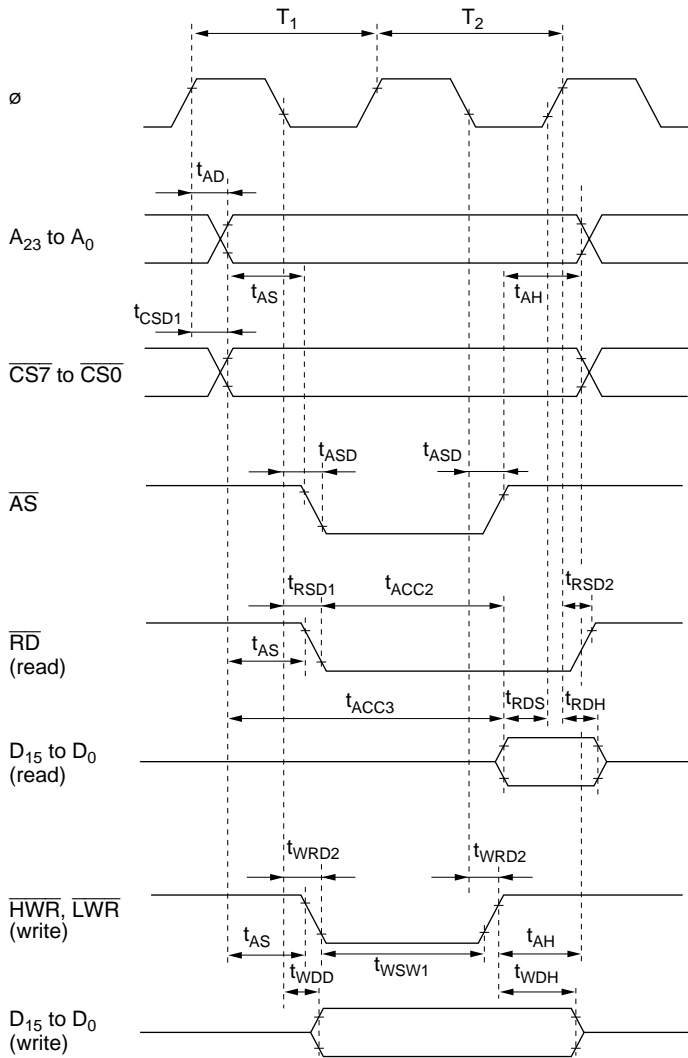 T1 T2
ø
tAD
A23 to A0
tAS tAH
tCSD1
CS7 to CS0
tASD tASD
AS
tRSD1 tACC2 tRSD2
RD
(read)
tAS
tACC3 tRDS tRDH
D15 to D0
(read)
tWRD2 tWRD2
HWR, LWR
(write)
tAS tWSW1 tAH
tWDD tWDH
D15 to D0
(write)